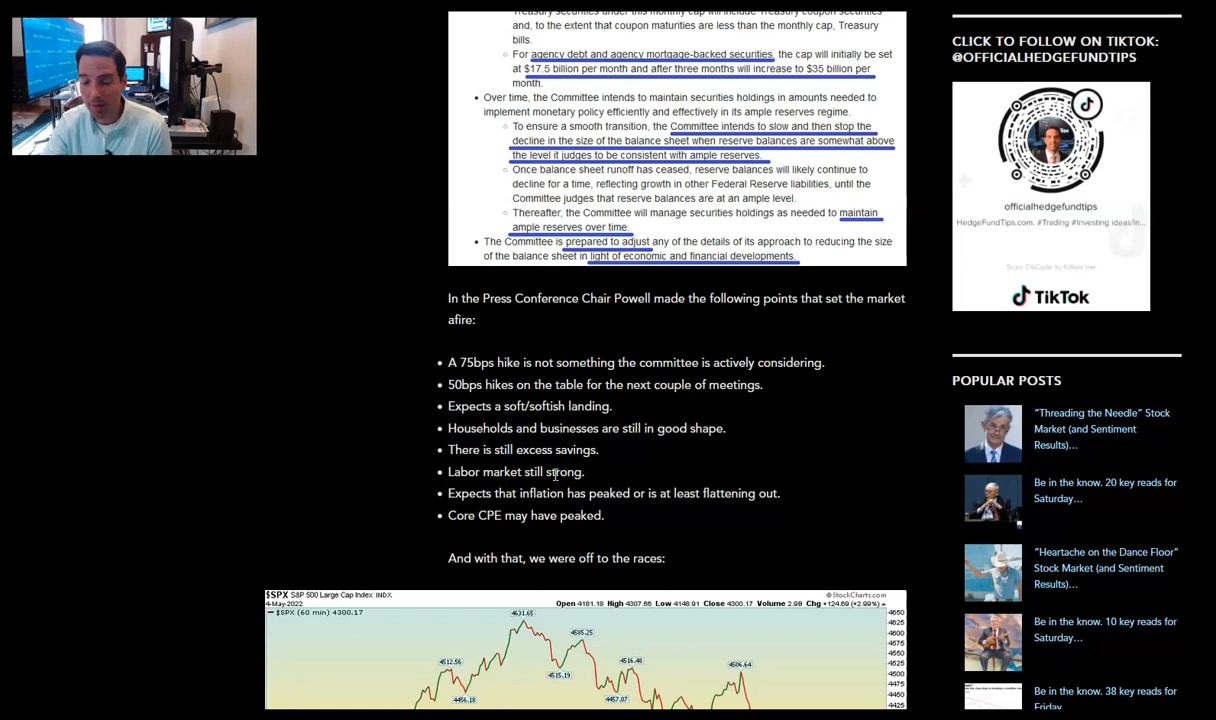 Treasury securities under this monthly cap will include Treasury coupon securities
and, to the extent that coupon maturities are less than the monthly cap, Treasury
bills.
○ For agency debt and agency mortgage-backed securities, the cap will initially be set
at $17.5 billion per month and after three months will increase to $35 billion per
month.
• Over time, the Committee intends to maintain securities holdings in amounts needed to
implement monetary policy efficiently and effectively in its ample reserves regime.
○ To ensure a smooth transition, the Committee intends to slow and then stop the
decline in the size of the balance sheet when reserve balances are somewhat above
the level it judges to be consistent with ample reserves.
○ Once balance sheet runoff has ceased, reserve balances will likely continue to
decline for a time, reflecting growth in other Federal Reserve liabilities, until the
Committee judges that reserve balances are at an ample level.
○ Thereafter, the Committee will manage securities holdings as needed to maintain
ample reserves over time.
• The Committee is prepared to adjust any of the details of its approach to reducing the size
of the balance sheet in light of economic and financial developments.
In the Press Conference Chair Powell made the following points that set the market
afire:
• A 75bps hike is not something the committee is actively considering.
• 50bps hikes on the table for the next couple of meetings.
• Expects a soft/softish landing.
• Households and businesses are still in good shape.
• There is still excess savings.
• Labor market still strong.
• Expects that inflation has peaked or is at least flattening out.
• Core CPE may have peaked.
And with that, we were off to the races:
$SPX S&P 500 Large Cap Index INDX
© StockCharts.com
4-May-2022
Open 4181.18 High 4307.66 Low 4148.91 Close 4300.17 Volume 2.9B Chg +124.69 (+2.99%)
$SPX (60 min) 4300.17
4631.65
4585.25
4512.56
4516.48
4506.64
4515.19
4456.18
4457.07
4650
4625
4600
4575
4550
4525
4500
4475
4450
4425
CLICK TO FOLLOW ON TIKTOK:
@OFFICIALHEDGEFUNDTIPS
officialhedgefundtips
HedgeFundTips.com. #Trading #Investing ideas/in...
Scan TikCode to follow me
TikTok
POPULAR POSTS
“Threading the Needle” Stock
Market (and Sentiment
Results)…
Be in the know. 20 key reads for
Saturday…
“Heartache on the Dance Floor”
Stock Market (and Sentiment
Results)…
Be in the know. 10 key reads for
Saturday…
Be in the know. 38 key reads for
Friday